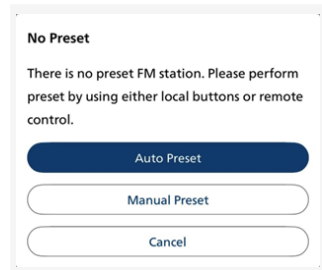 No Preset
There is no preset FM station. Please perform
preset by using either local buttons or remote
control.
Auto Preset
Manual Preset
Cancel